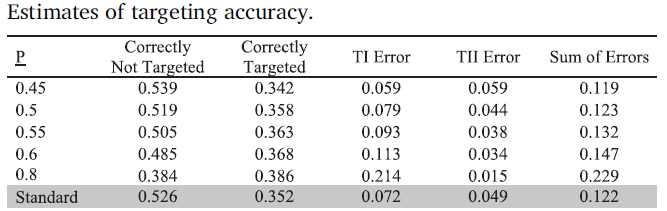 Estimates of targeting accuracy.
P Correctly Not Targeted Correctly Targeted TI Error TII Error Sum of Errors
0.45 0.539 0.342 0.059 0.059 0.119
0.5 0.519 0.358 0.079 0.044 0.123
0.55 0.505 0.363 0.093 0.038 0.132
0.6 0.485 0.368 0.113 0.034 0.147
0.8 0.384 0.386 0.214 0.015 0.229
Standard 0.526 0.352 0.072 0.049 0.122